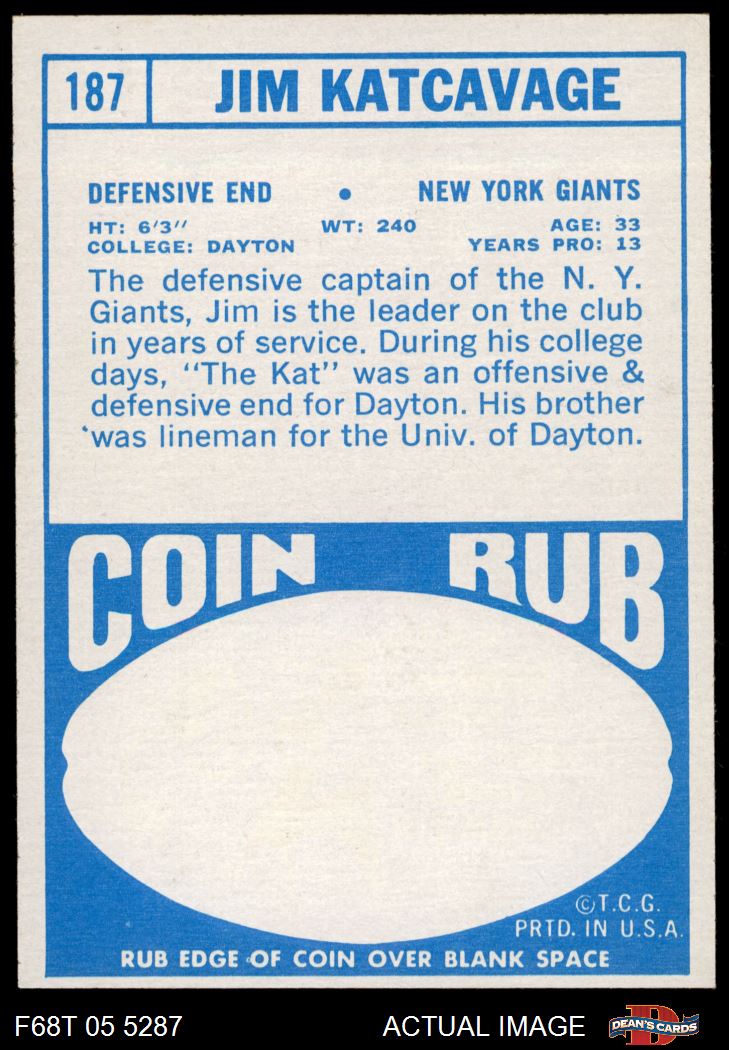 187 JIM KATCAVAGE
DEFENSIVE END • NEW YORK GIANTS
HT: 6'3" WT: 240 AGE: 33
COLLEGE: DAYTON YEARS PRO: 13
The defensive captain of the N. Y.
Giants, Jim is the leader on the club
in years of service. During his college
days, "The Kat" was an offensive &
defensive end for Dayton. His brother
was lineman for the Univ. of Dayton.
COIN RUB
©T.C.G.
PRTD. IN U.S.A.
RUB EDGE OF COIN OVER BLANK SPACE
F68T 05 5287 ACTUAL IMAGE DEAN'S CARDS